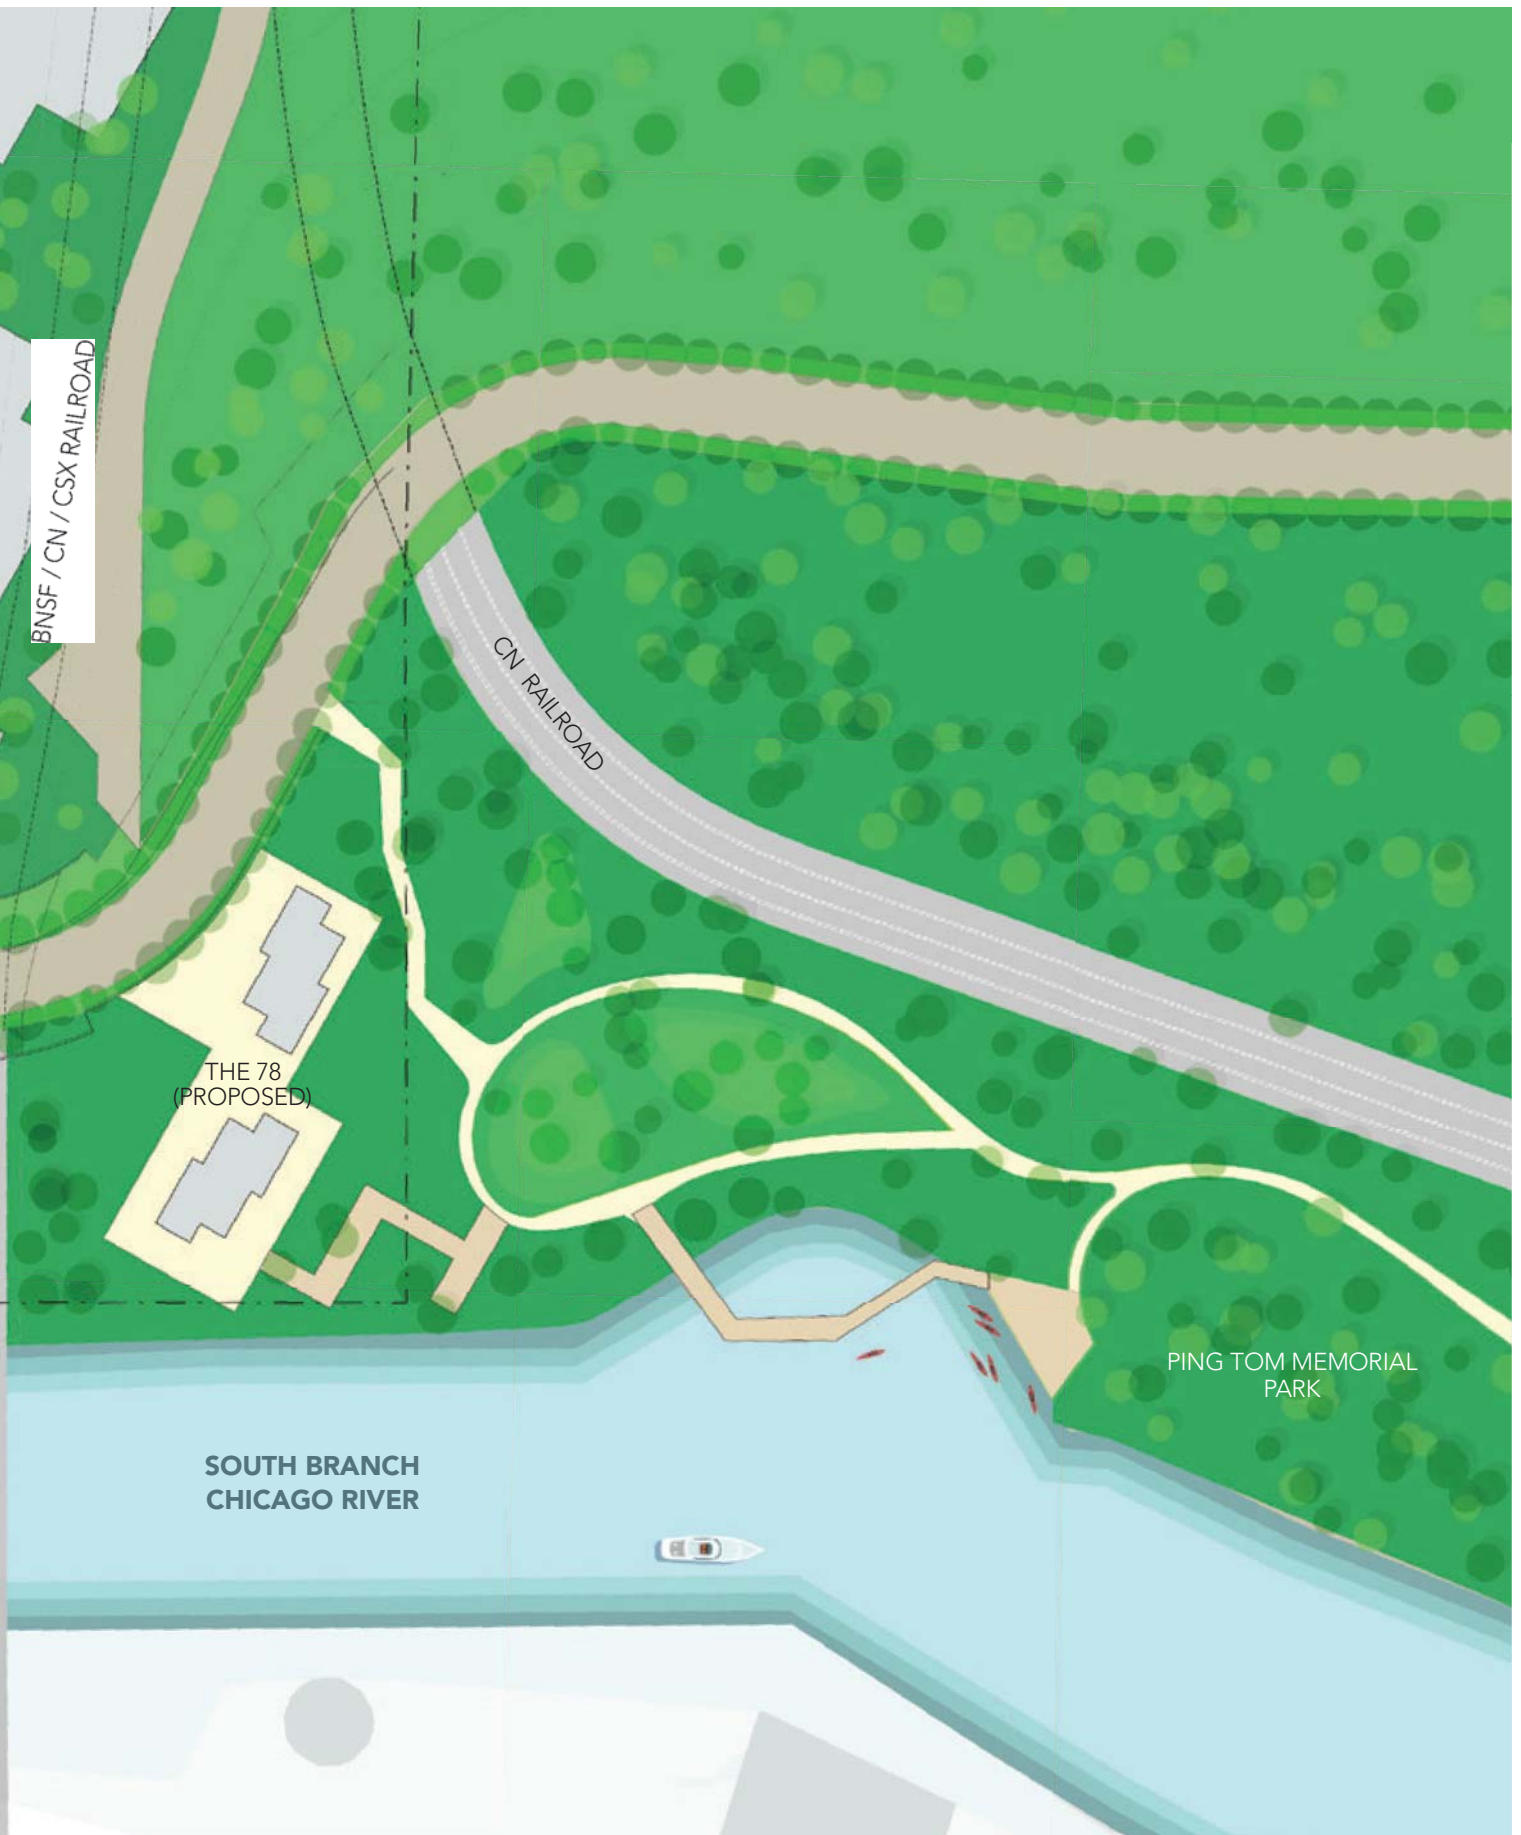 BNSF / CN / CSX RAILROAD
CN RAILROAD
THE 78
(PROPOSED)
PING TOM MEMORIAL
PARK
SOUTH BRANCH
CHICAGO RIVER